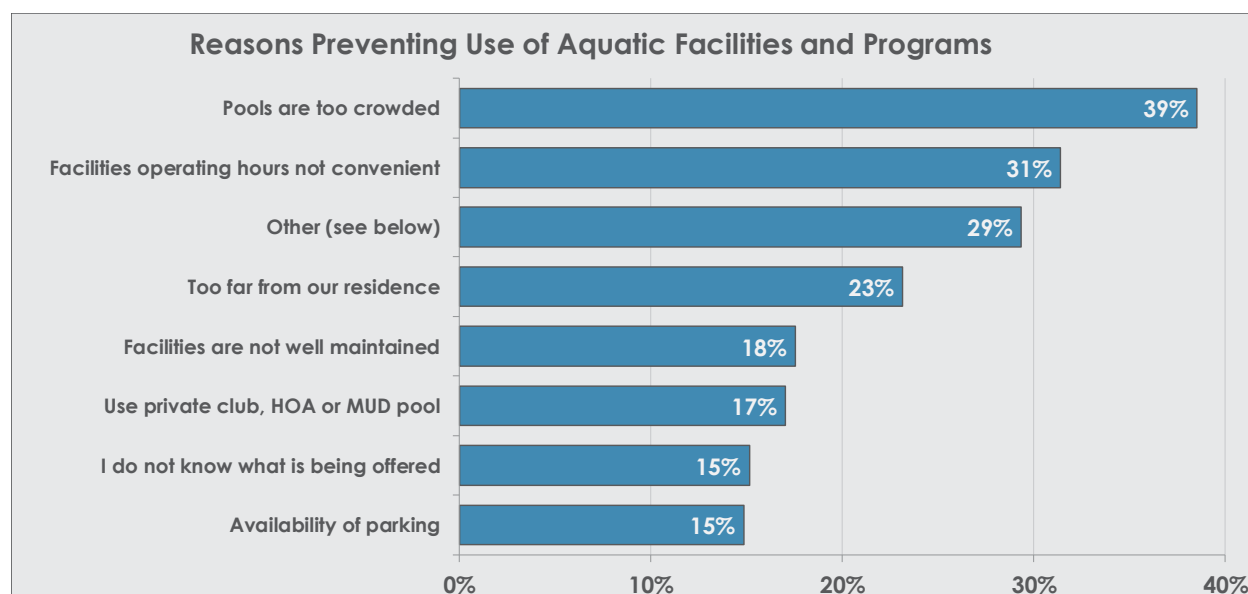 Reasons Preventing Use of Aquatic Facilities and Programs
Pools are too crowded 39%
Facilities operating hours not convenient 31%
Other (see below) 29%
Too far from our residence 23%
Facilities are not well maintained 18%
Use private club, HOA or MUD pool 17%
I do not know what is being offered 15%
Availability of parking 15%
0% 10% 20% 30% 40%